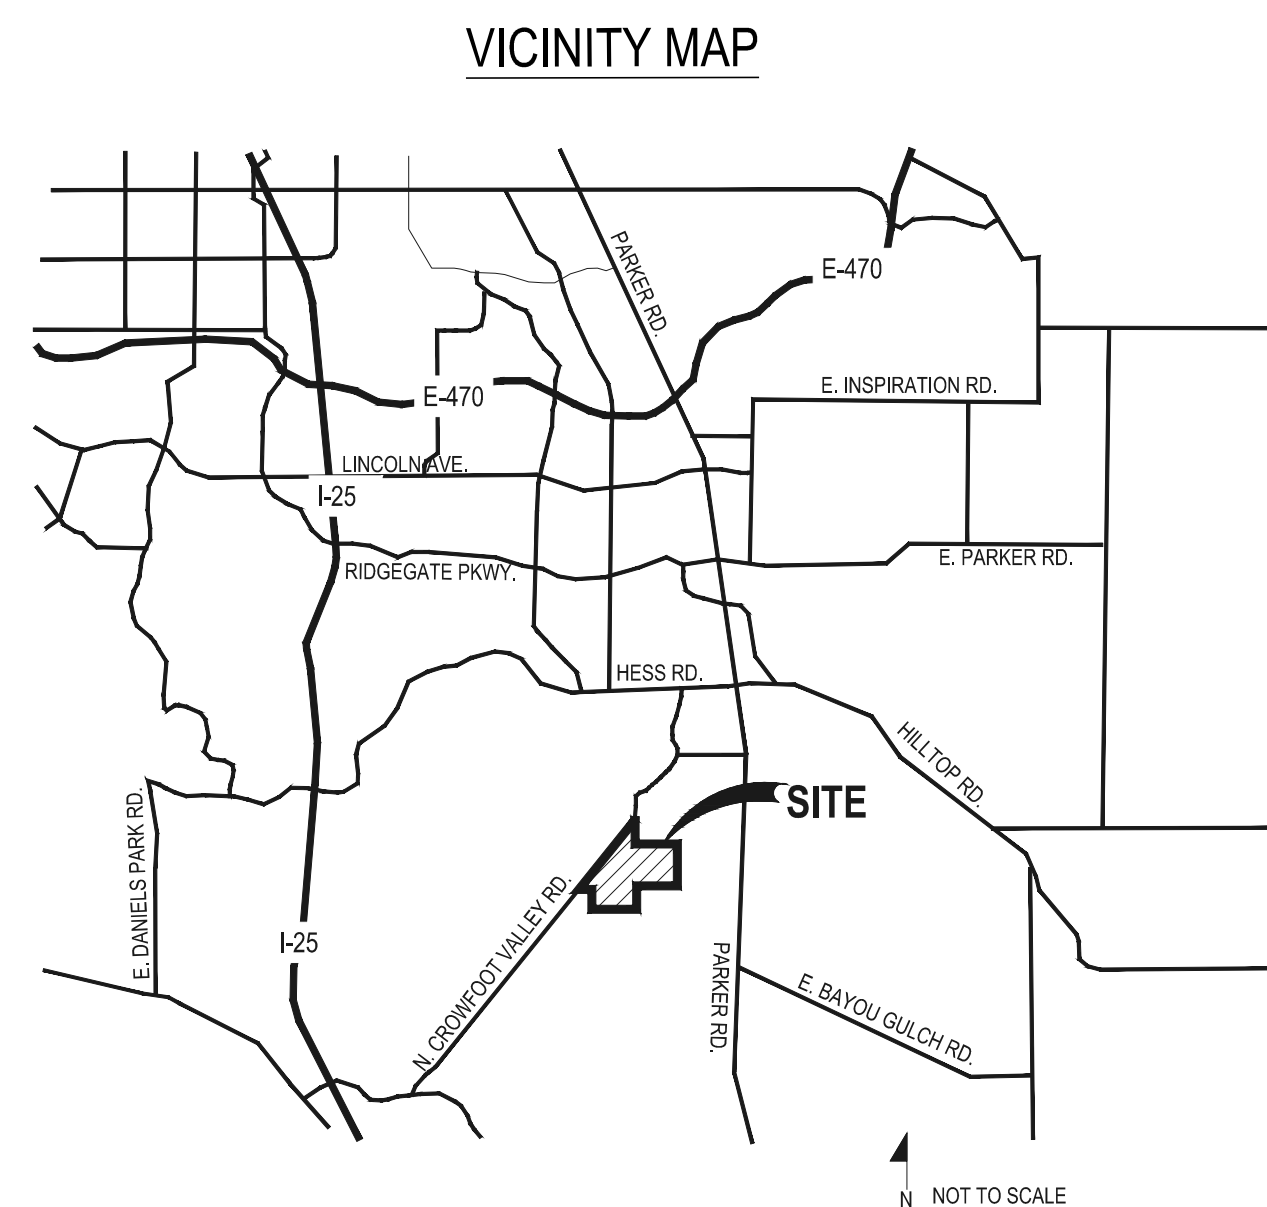 VICINITY MAP
PARKER RD.
E-470
E. INSPIRATION RD.
E-470
LINCOLN AVE.
I-25
E. PARKER RD.
RIDGEGATE PKWY.
HESS RD.
HILLTOP RD.
SITE
E. DANIELS PARK RD.
N. CROWFOOT VALLEY RD.
I-25
PARKER RD.
E. BAYOU GULCH RD.
N
NOT TO SCALE